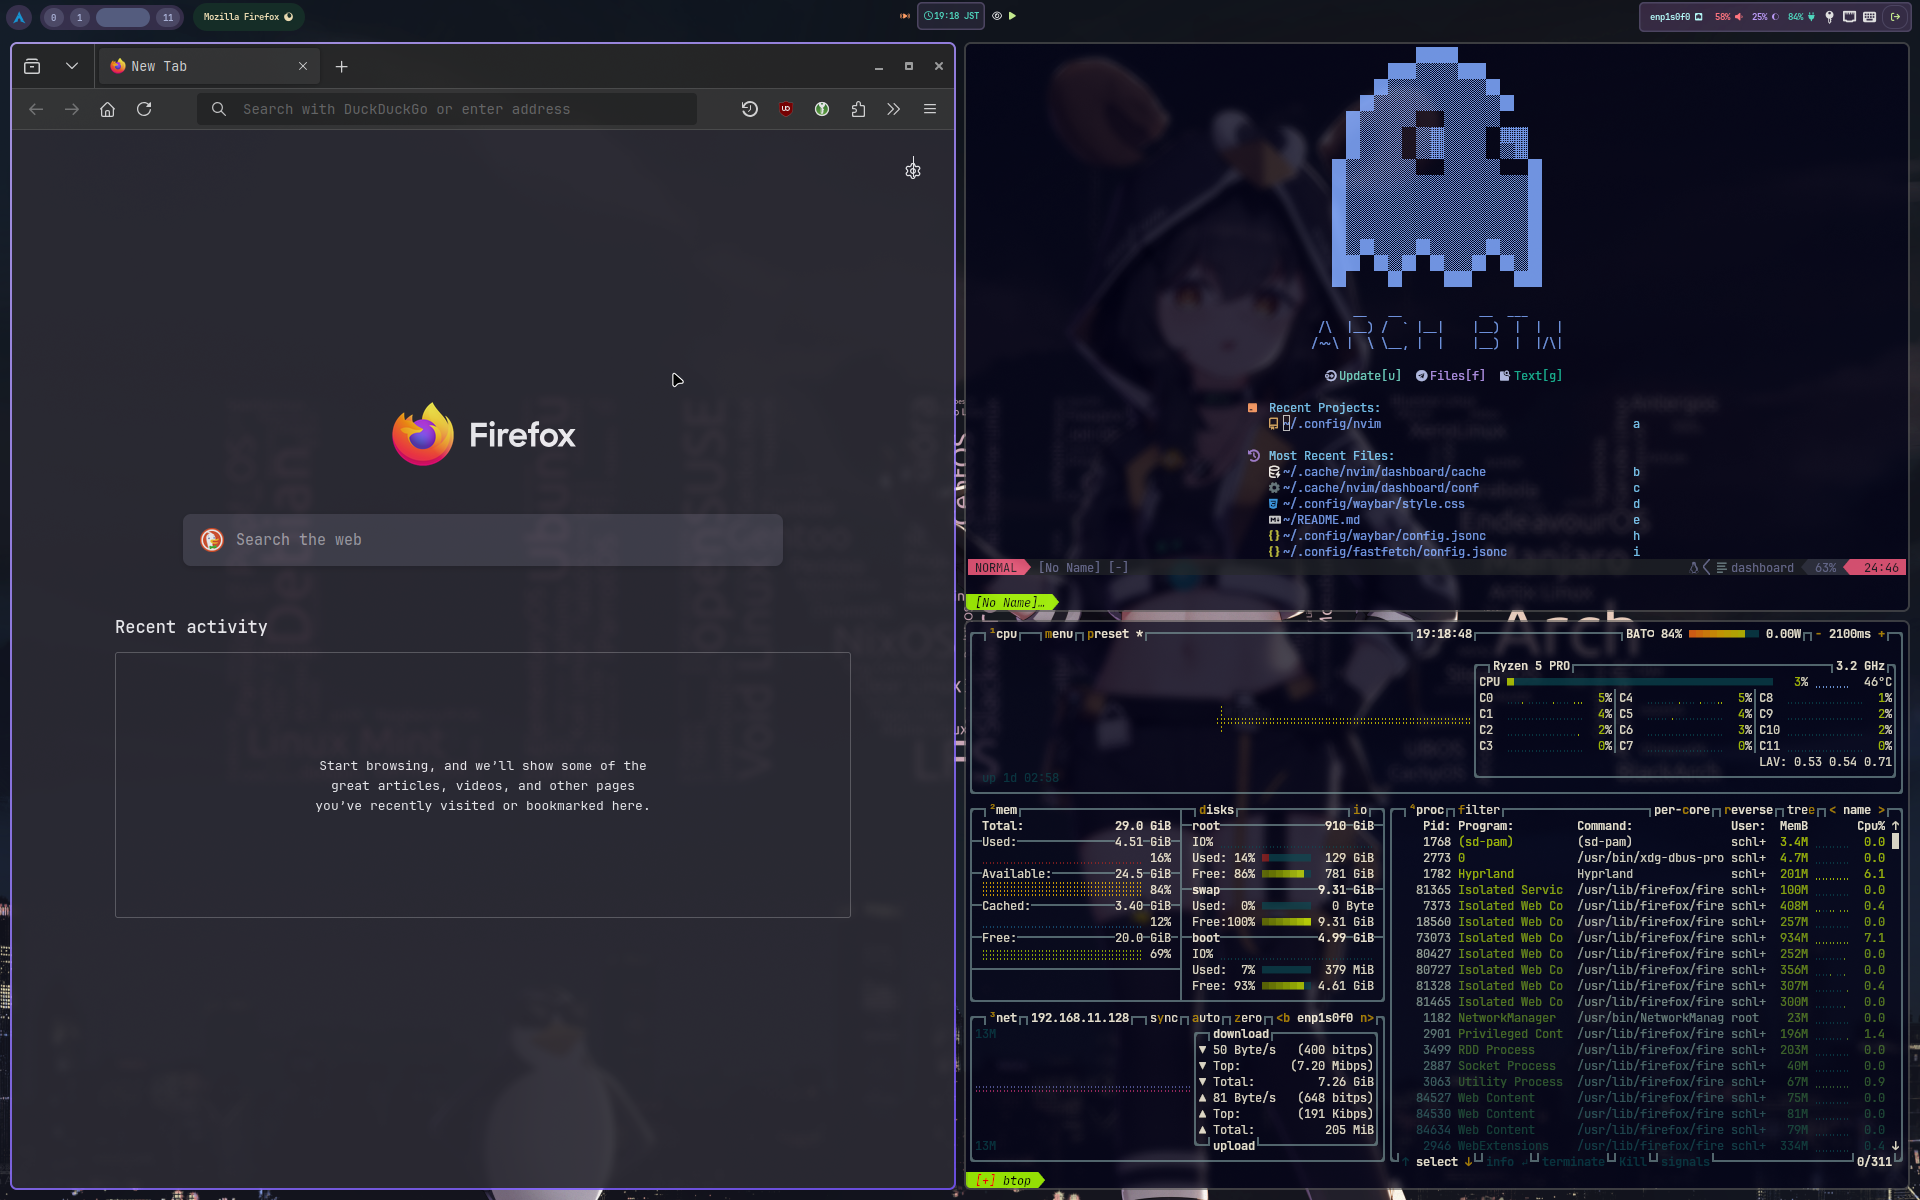 0 1 11 Mozilla Firefox
19:18 JST
enp1s0f0 58% 25% 84%
New Tab
Search with DuckDuckGo or enter address
Firefox
Search the web
Recent activity
Start browsing, and we'll show some of the
great articles, videos, and other pages
you've recently visited or bookmarked here.
Update[u] Files[f] Text[g]
Recent Projects:
~/.config/nvim a
Most Recent Files:
~/.cache/nvim/dashboard/cache b
~/.cache/nvim/dashboard/conf c
~/.config/waybar/style.css d
~/README.md e
~/.config/waybar/config.jsonc h
~/.config/fastfetch/config.jsonc i
NORMAL [No Name] [-] dashboard 63% 24:46
[No Name]…
Arch
¹cpu menu preset * 19:18:48 BAT 84% 0.00W - 2100ms +
Ryzen 5 PRO 3.2 GHz
CPU 3% 46°C
C0 5% C4 5% C8 1%
C1 4% C5 4% C9 2%
C2 2% C6 3% C10 2%
C3 0% C7 0% C11 0%
LAV: 0.53 0.54 0.71
up 1d 02:58
²mem
Total: 29.0 GiB
Used: 4.51 GiB
16%
Available: 24.5 GiB
84%
Cached: 3.40 GiB
12%
Free: 20.0 GiB
69%
disks io
root 910 GiB
IO%
Used: 14% 129 GiB
Free: 86% 781 GiB
swap 9.31 GiB
Used: 0% 0 Byte
Free:100% 9.31 GiB
boot 4.99 GiB
IO%
Used: 7% 379 MiB
Free: 93% 4.61 GiB
³net 192.168.11.128 sync auto zero <b enp1s0f0 n>
13M
download
▼ 50 Byte/s (400 bitps)
▼ Top: (7.20 Mibps)
▼ Total: 7.26 GiB
▲ 81 Byte/s (648 bitps)
▲ Top: (191 Kibps)
▲ Total: 205 MiB
upload
13M
⁴proc filter per-core reverse tree < name >
Pid: Program: Command: User: MemB Cpu% ↑
1768 (sd-pam) (sd-pam) schl+ 3.4M 0.0
2773 0 /usr/bin/xdg-dbus-pro schl+ 4.7M 0.0
1782 Hyprland Hyprland schl+ 201M 6.1
81365 Isolated Servic /usr/lib/firefox/fire schl+ 100M 0.0
7373 Isolated Web Co /usr/lib/firefox/fire schl+ 408M 0.4
18560 Isolated Web Co /usr/lib/firefox/fire schl+ 257M 0.0
73073 Isolated Web Co /usr/lib/firefox/fire schl+ 934M 7.1
80427 Isolated Web Co /usr/lib/firefox/fire schl+ 252M 0.0
80727 Isolated Web Co /usr/lib/firefox/fire schl+ 356M 0.0
81328 Isolated Web Co /usr/lib/firefox/fire schl+ 307M 0.4
81465 Isolated Web Co /usr/lib/firefox/fire schl+ 300M 0.0
1182 NetworkManager /usr/bin/NetworkManag root 23M 0.0
2901 Privileged Cont /usr/lib/firefox/fire schl+ 196M 1.4
3499 RDD Process /usr/lib/firefox/fire schl+ 203M 0.0
2887 Socket Process /usr/lib/firefox/fire schl+ 40M 0.0
3063 Utility Process /usr/lib/firefox/fire schl+ 67M 0.9
84527 Web Content /usr/lib/firefox/fire schl+ 75M 0.0
84530 Web Content /usr/lib/firefox/fire schl+ 81M 0.0
84634 Web Content /usr/lib/firefox/fire schl+ 79M 0.0
2946 WebExtensions /usr/lib/firefox/fire schl+ 334M 0.4 ↓
↑ select ↓ info terminate Kill signals 0/311
[+] btop